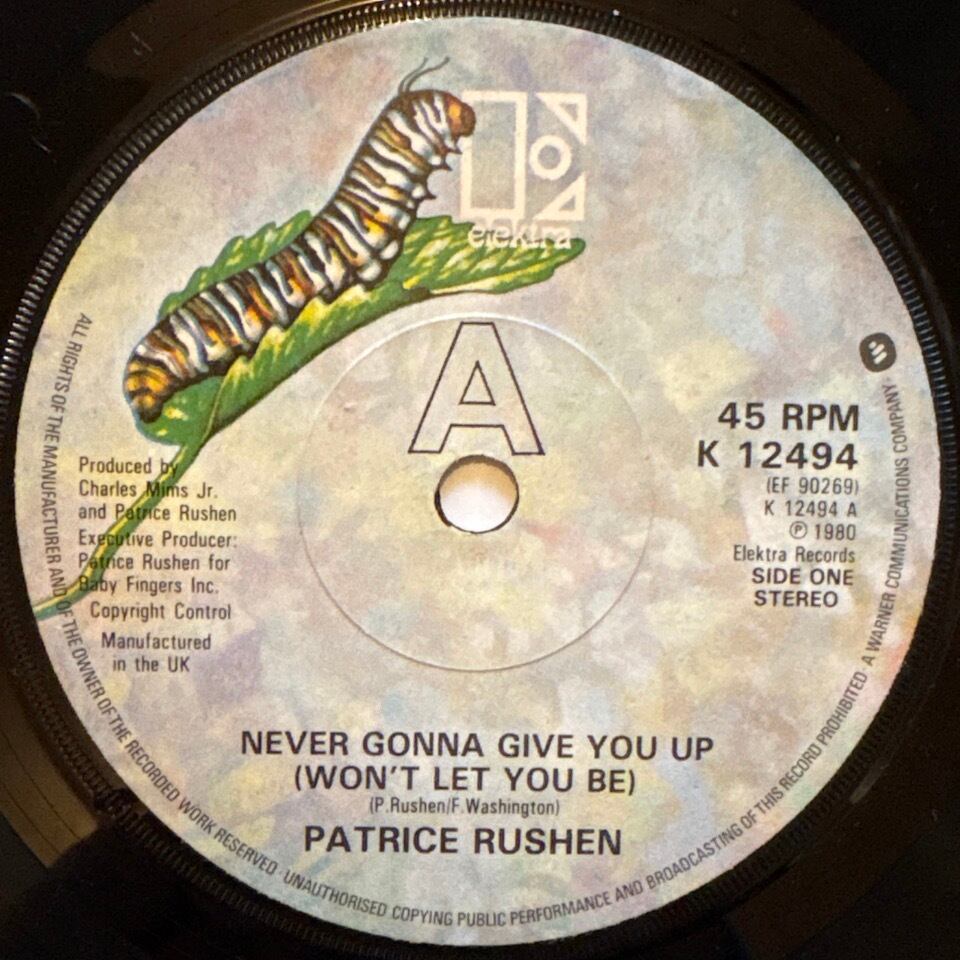 elektra
A
45 RPM
K 12494
(EF 90269)
K 12494 A
℗ 1980
Elektra Records
SIDE ONE
STEREO
Produced by
Charles Mims Jr.
and Patrice Rushen
Executive Producer:
Patrice Rushen for
Baby Fingers Inc.
Copyright Control
Manufactured
in the UK
NEVER GONNA GIVE YOU UP
(WON'T LET YOU BE)
(P.Rushen/F.Washington)
PATRICE RUSHEN
ALL RIGHTS OF THE MANUFACTURER AND OF THE OWNER OF THE RECORDED WORK RESERVED · UNAUTHORISED COPYING PUBLIC PERFORMANCE AND BROADCASTING OF THIS RECORD PROHIBITED · A WARNER COMMUNICATIONS COMPANY